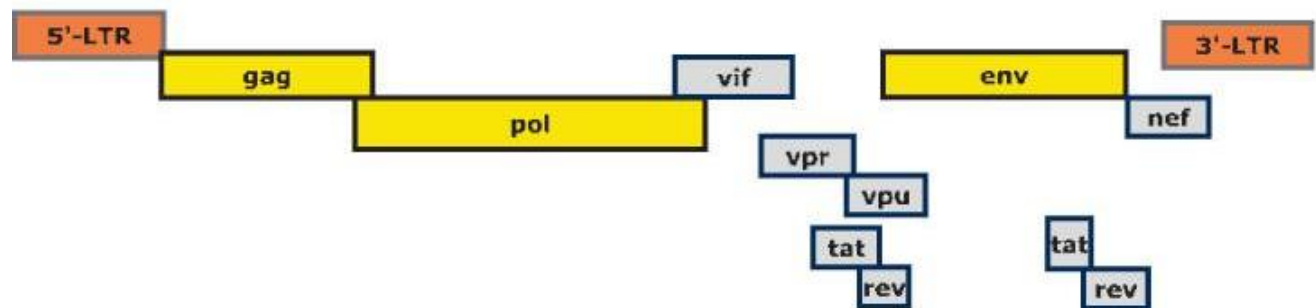 5'-LTR
gag
pol
vif
vpr
vpu
tat
rev
env
nef
tat
rev
3'-LTR